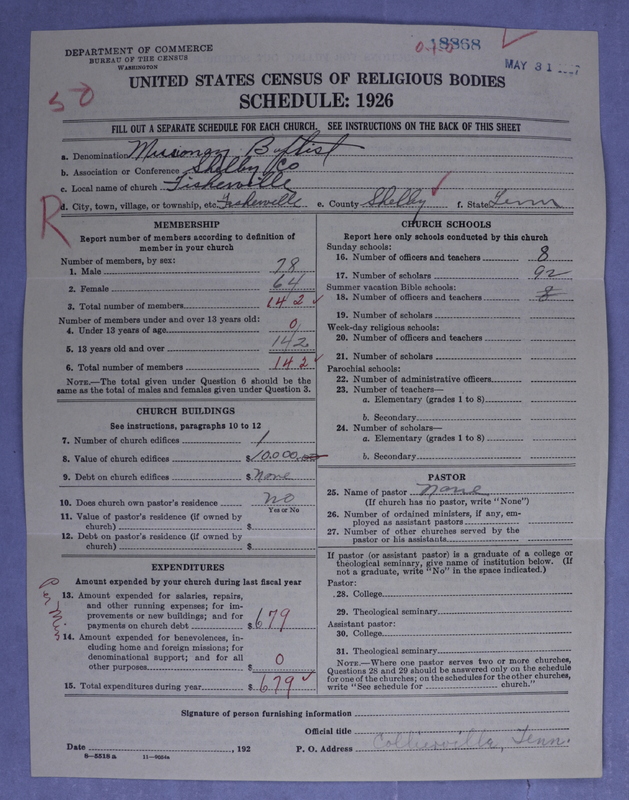 DEPARTMENT OF COMMERCE
BUREAU OF THE CENSUS
WASHINGTON
18868
MAY 31
50
UNITED STATES CENSUS OF RELIGIOUS BODIES
SCHEDULE: 1926
FILL OUT A SEPARATE SCHEDULE FOR EACH CHURCH. SEE INSTRUCTIONS ON THE BACK OF THIS SHEET
a. Denomination Missionary Baptist
b. Association or Conference Shelby Co
c. Local name of church Fisherville
d. City, town, village, or township, etc. Fisherville e. County Shelby f. State Tenn
R
MEMBERSHIP
Report number of members according to definition of
member in your church
Number of members, by sex:
1. Male 78
2. Female 64
3. Total number of members 142
Number of members under and over 13 years old:
4. Under 13 years of age 0
5. 13 years old and over 142
6. Total number of members 142
NOTE.—The total given under Question 6 should be the
same as the total of males and females given under Question 3.
CHURCH BUILDINGS
See instructions, paragraphs 10 to 12
7. Number of church edifices 1
8. Value of church edifices $10,000.00
9. Debt on church edifices $None
10. Does church own pastor's residence No
Yes or No
11. Value of pastor's residence (if owned by
church) $
12. Debt on pastor's residence (if owned by
church) $
EXPENDITURES
Amount expended by your church during last fiscal year
13. Amount expended for salaries, repairs,
and other running expenses; for im-
provements or new buildings; and for
payments on church debt $679
14. Amount expended for benevolences, in-
cluding home and foreign missions; for
denominational support; and for all
other purposes $0
15. Total expenditures during year $679
Per Min
CHURCH SCHOOLS
Report here only schools conducted by this church
Sunday schools:
16. Number of officers and teachers 8
17. Number of scholars 92
Summer vacation Bible schools:
18. Number of officers and teachers 8
19. Number of scholars
Week-day religious schools:
20. Number of officers and teachers
21. Number of scholars
Parochial schools:
22. Number of administrative officers
23. Number of teachers—
a. Elementary (grades 1 to 8)
b. Secondary
24. Number of scholars—
a. Elementary (grades 1 to 8)
b. Secondary
PASTOR
25. Name of pastor None
(If church has no pastor, write "None")
26. Number of ordained ministers, if any, em-
ployed as assistant pastors
27. Number of other churches served by the
pastor or his assistants
If pastor (or assistant pastor) is a graduate of a college or
theological seminary, give name of institution below. (If
not a graduate, write "No" in the space indicated.)
Pastor:
28. College
29. Theological seminary
Assistant pastor:
30. College
31. Theological seminary
NOTE.—Where one pastor serves two or more churches,
Questions 28 and 29 should be answered only on the schedule
for one of the churches; on the schedules for the other churches,
write "See schedule for church."
Signature of person furnishing information
Official title
Date , 192 P. O. Address Collierville, Tenn.
8—5518a 11—9024a